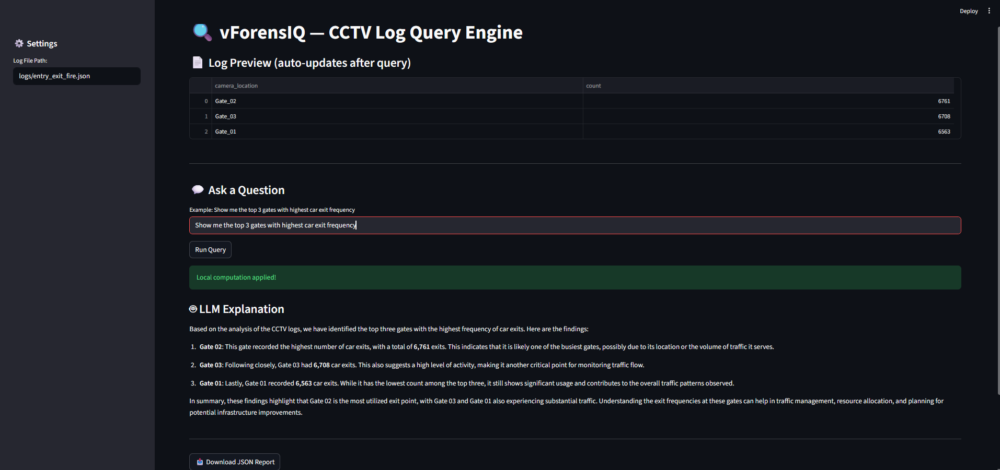 Deploy
Settings
Log File Path:
logs/entry_exit_fire.json
vForensIQ — CCTV Log Query Engine
Log Preview (auto-updates after query)
camera_location count
0 Gate_02 6761
1 Gate_03 6708
2 Gate_01 6563
Ask a Question
Example: Show me the top 3 gates with highest car exit frequency
Show me the top 3 gates with highest car exit frequency
Run Query
Local computation applied!
LLM Explanation
Based on the analysis of the CCTV logs, we have identified the top three gates with the highest frequency of car exits. Here are the findings:
1. Gate 02: This gate recorded the highest number of car exits, with a total of 6,761 exits. This indicates that it is likely one of the busiest gates, possibly due to its location or the volume of traffic it serves.
2. Gate 03: Following closely, Gate 03 had 6,708 car exits. This also suggests a high level of activity, making it another critical point for monitoring traffic flow.
3. Gate 01: Lastly, Gate 01 recorded 6,563 car exits. While it has the lowest count among the top three, it still shows significant usage and contributes to the overall traffic patterns observed.
In summary, these findings highlight that Gate 02 is the most utilized exit point, with Gate 03 and Gate 01 also experiencing substantial traffic. Understanding the exit frequencies at these gates can help in traffic management, resource allocation, and planning for
potential infrastructure improvements.
Download JSON Report